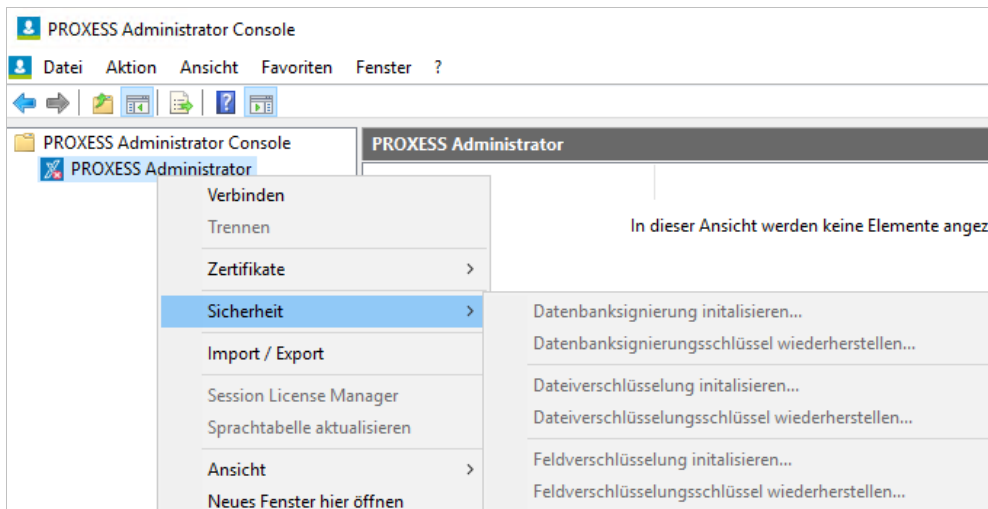 PROXESS Administrator Console
Datei Aktion Ansicht Favoriten Fenster ?
PROXESS Administrator Console
PROXESS Administrator
PROXESS Administrator
In dieser Ansicht werden keine Elemente angez
Verbinden
Trennen
Zertifikate
Sicherheit
Import / Export
Session License Manager
Sprachtabelle aktualisieren
Ansicht
Neues Fenster hier öffnen
Datenbanksignierung initalisieren...
Datenbanksignierungsschlüssel wiederherstellen...
Dateiverschlüsselung initalisieren...
Dateiverschlüsselungsschlüssel wiederherstellen...
Feldverschlüsselung initalisieren...
Feldverschlüsselungsschlüssel wiederherstellen...